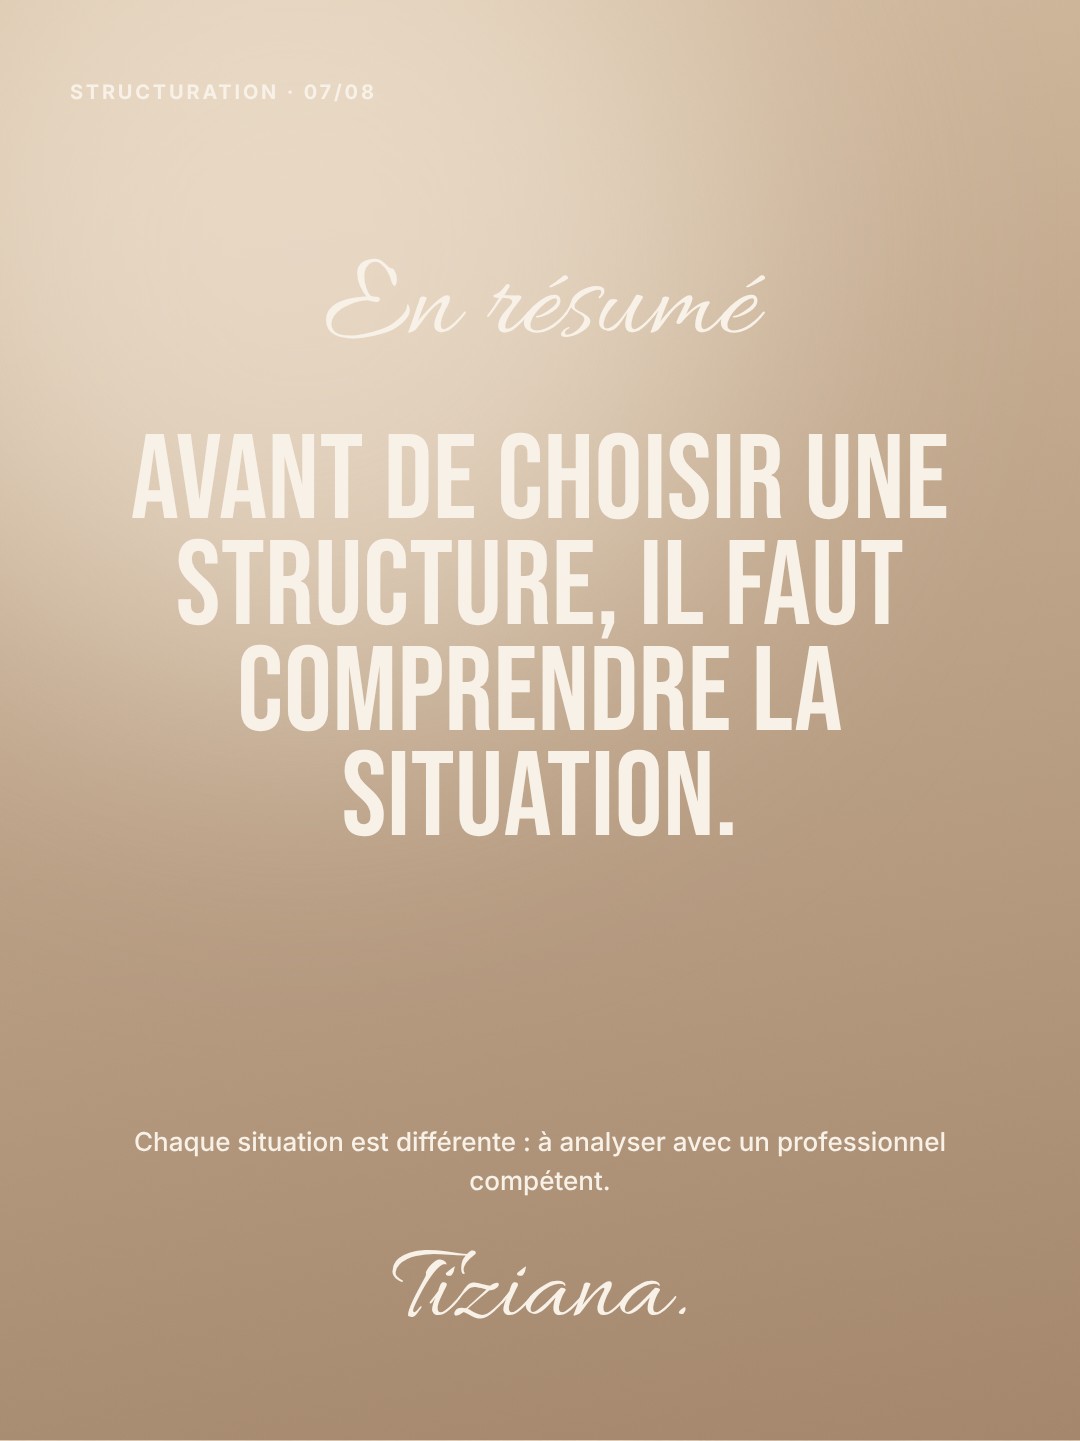 STRUCTURATION · 07/08
En résumé
AVANT DE CHOISIR UNE
STRUCTURE, IL FAUT
COMPRENDRE LA
SITUATION.
Chaque situation est différente : à analyser avec un professionnel
compétent.
Tiziana.